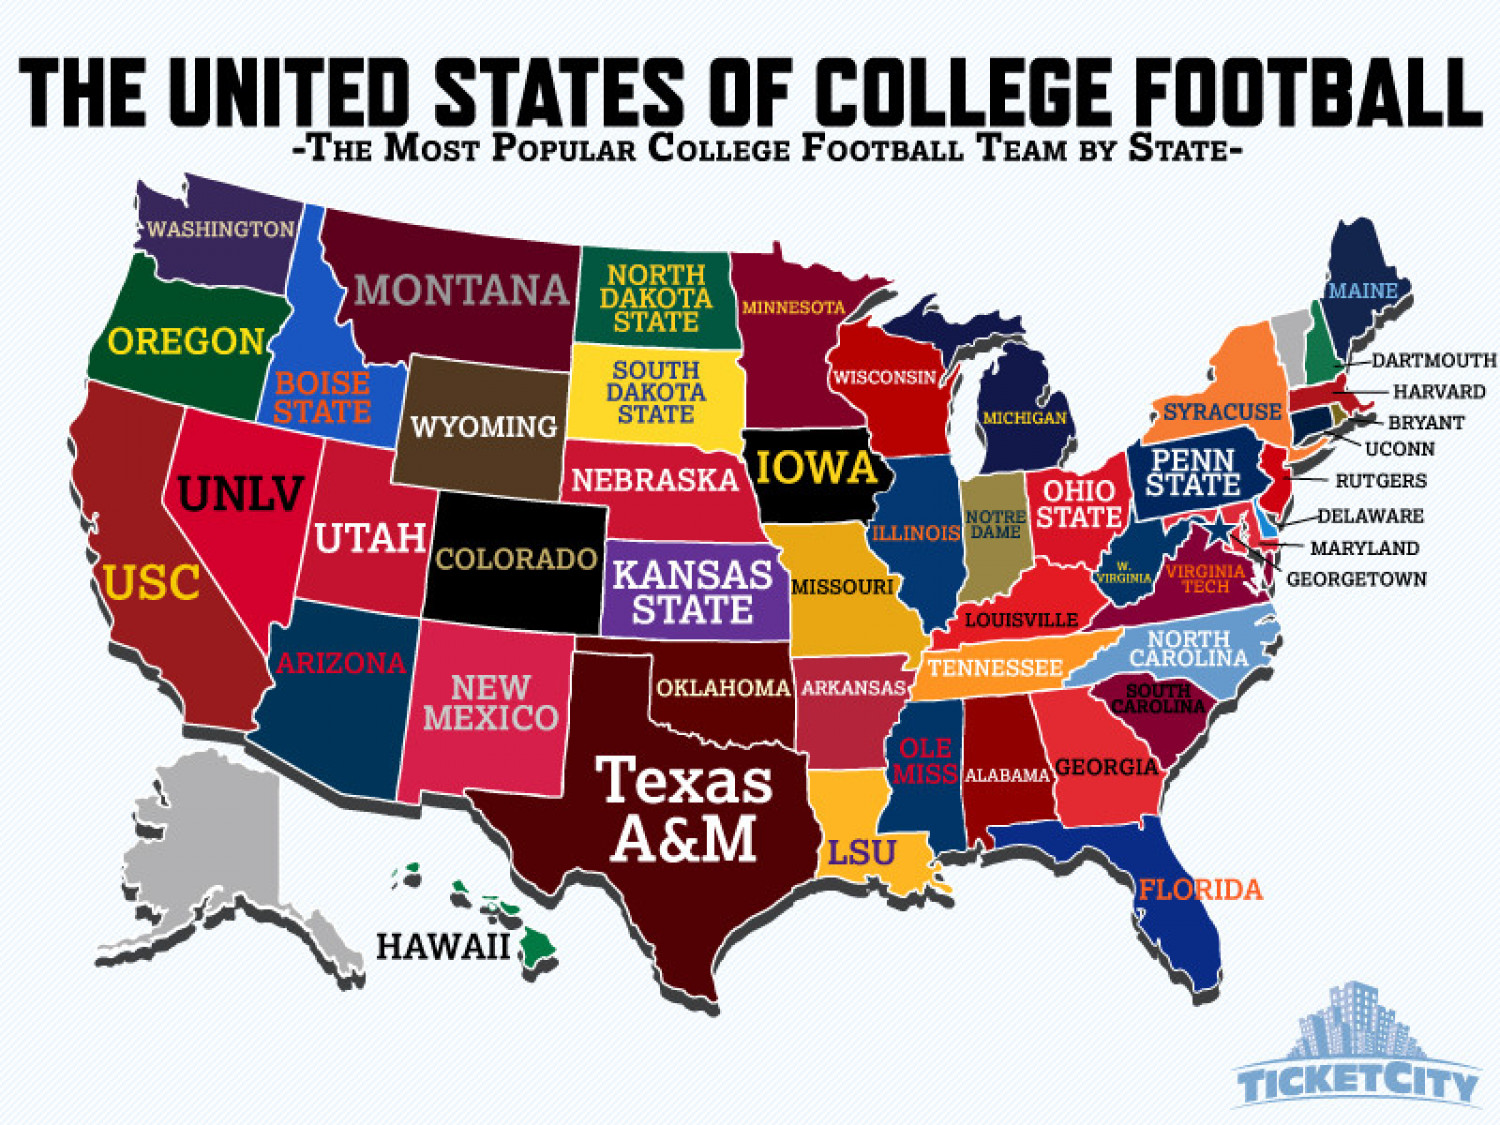 THE UNITED STATES OF COLLEGE FOOTBALL
-THE MOST POPULAR COLLEGE FOOTBALL TEAM BY STATE-
WASHINGTON
OREGON
BOISE
STATE
MONTANA
NORTH
DAKOTA
STATE
MINNESOTA
SOUTH
DAKOTA
STATE
WYOMING
WISCONSIN
MICHIGAN
MAINE
DARTMOUTH
HARVARD
BRYANT
UCONN
RUTGERS
DELAWARE
MARYLAND
GEORGETOWN
SYRACUSE
PENN
STATE
OHIO
STATE
NOTRE
DAME
ILLINOIS
IOWA
NEBRASKA
UNLV
UTAH
COLORADO
USC
KANSAS
STATE
MISSOURI
LOUISVILLE
W.
VIRGINIA
VIRGINIA
TECH
NORTH
CAROLINA
TENNESSEE
SOUTH
CAROLINA
ARIZONA
NEW
MEXICO
OKLAHOMA
ARKANSAS
OLE
MISS
ALABAMA
GEORGIA
Texas
A&M
LSU
FLORIDA
HAWAII
TICKETCITY